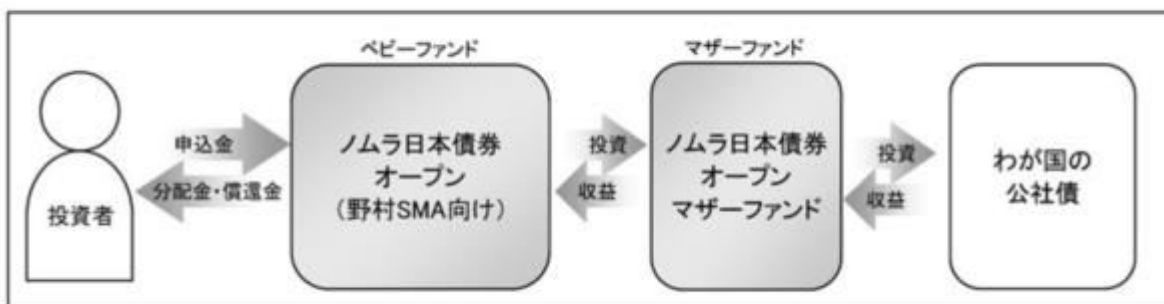 ベビーファンド
マザーファンド
投資者
申込金
分配金・償還金
ノムラ日本債券
オープン
（野村SMA向け）
投資
収益
ノムラ日本債券
オープン
マザーファンド
投資
収益
わが国の
公社債